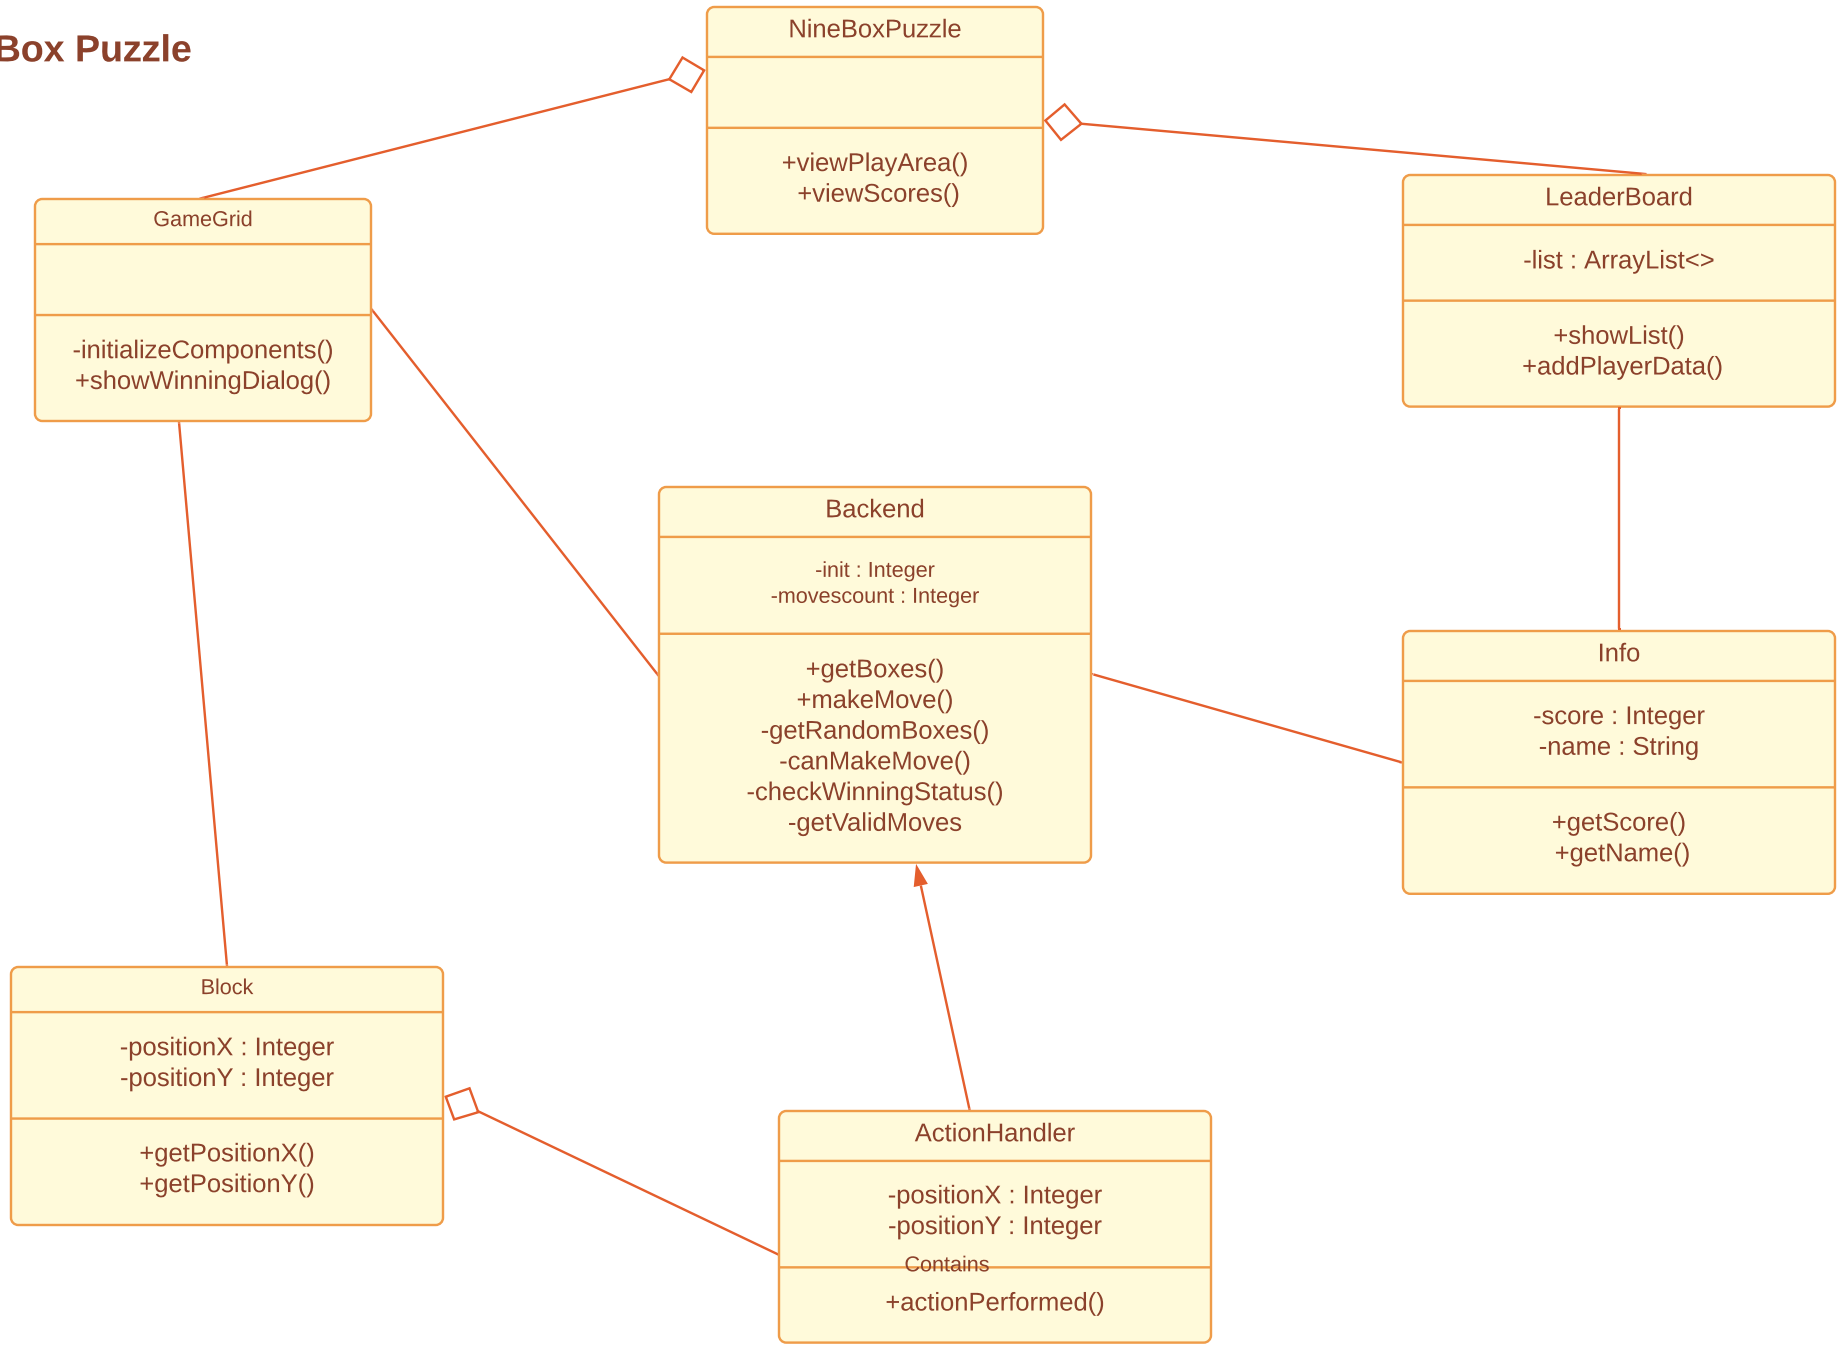 Box Puzzle
NineBoxPuzzle
+viewPlayArea()
+viewScores()
GameGrid
-initializeComponents()
+showWinningDialog()
LeaderBoard
-list : ArrayList<>
+showList()
+addPlayerData()
Backend
-init : Integer
-movescount : Integer
+getBoxes()
+makeMove()
-getRandomBoxes()
-canMakeMove()
-checkWinningStatus()
-getValidMoves
Info
-score : Integer
-name : String
+getScore()
+getName()
Block
-positionX : Integer
-positionY : Integer
+getPositionX()
+getPositionY()
ActionHandler
-positionX : Integer
-positionY : Integer
Contains
+actionPerformed()